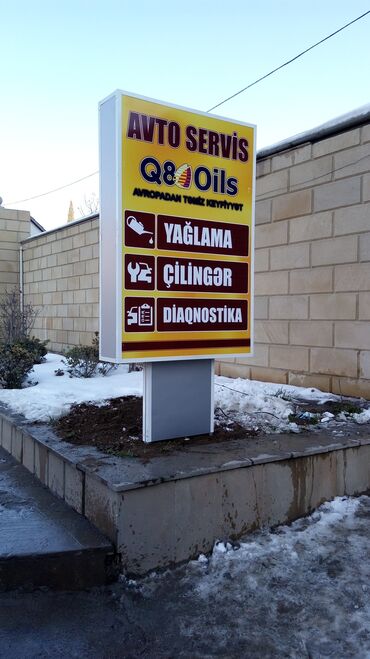 AVTO SERVİS
Q8 Oils
AVROPADAN TƏMİZ KEYFİYYƏT
YAĞLAMA
ÇİLİNGƏR
DİAQNOSTİKA